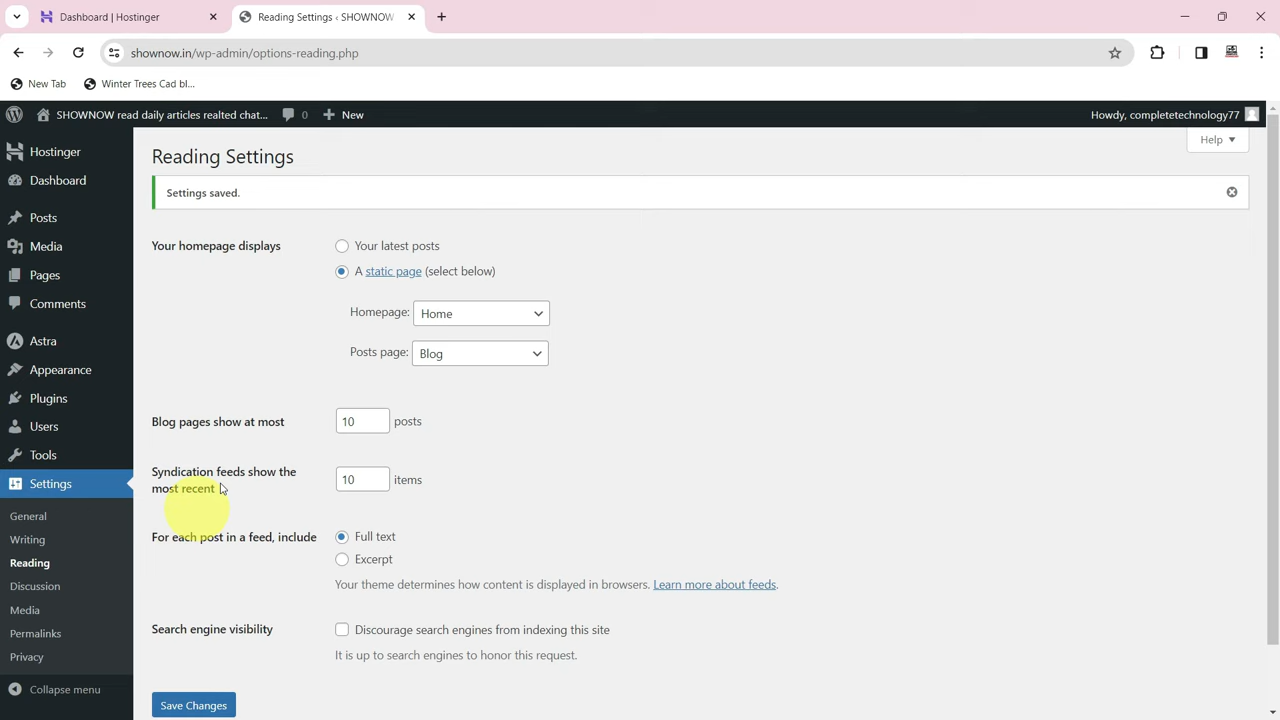 Dashboard | Hostinger
Reading Settings ‹ SHOWNOW
shownow.in/wp-admin/options-reading.php
New Tab
Winter Trees Cad bl...
SHOWNOW read daily articles realted chat...
0
New
Howdy, completetechnology77
Help
Hostinger
Dashboard
Posts
Media
Pages
Comments
Astra
Appearance
Plugins
Users
Tools
Settings
General
Writing
Reading
Discussion
Media
Permalinks
Privacy
Collapse menu
Reading Settings
Settings saved.
Your homepage displays
Your latest posts
A static page (select below)
Homepage: Home
Posts page: Blog
Blog pages show at most
10 posts
Syndication feeds show the
most recent
10 items
For each post in a feed, include
Full text
Excerpt
Your theme determines how content is displayed in browsers. Learn more about feeds.
Search engine visibility
Discourage search engines from indexing this site
It is up to search engines to honor this request.
Save Changes